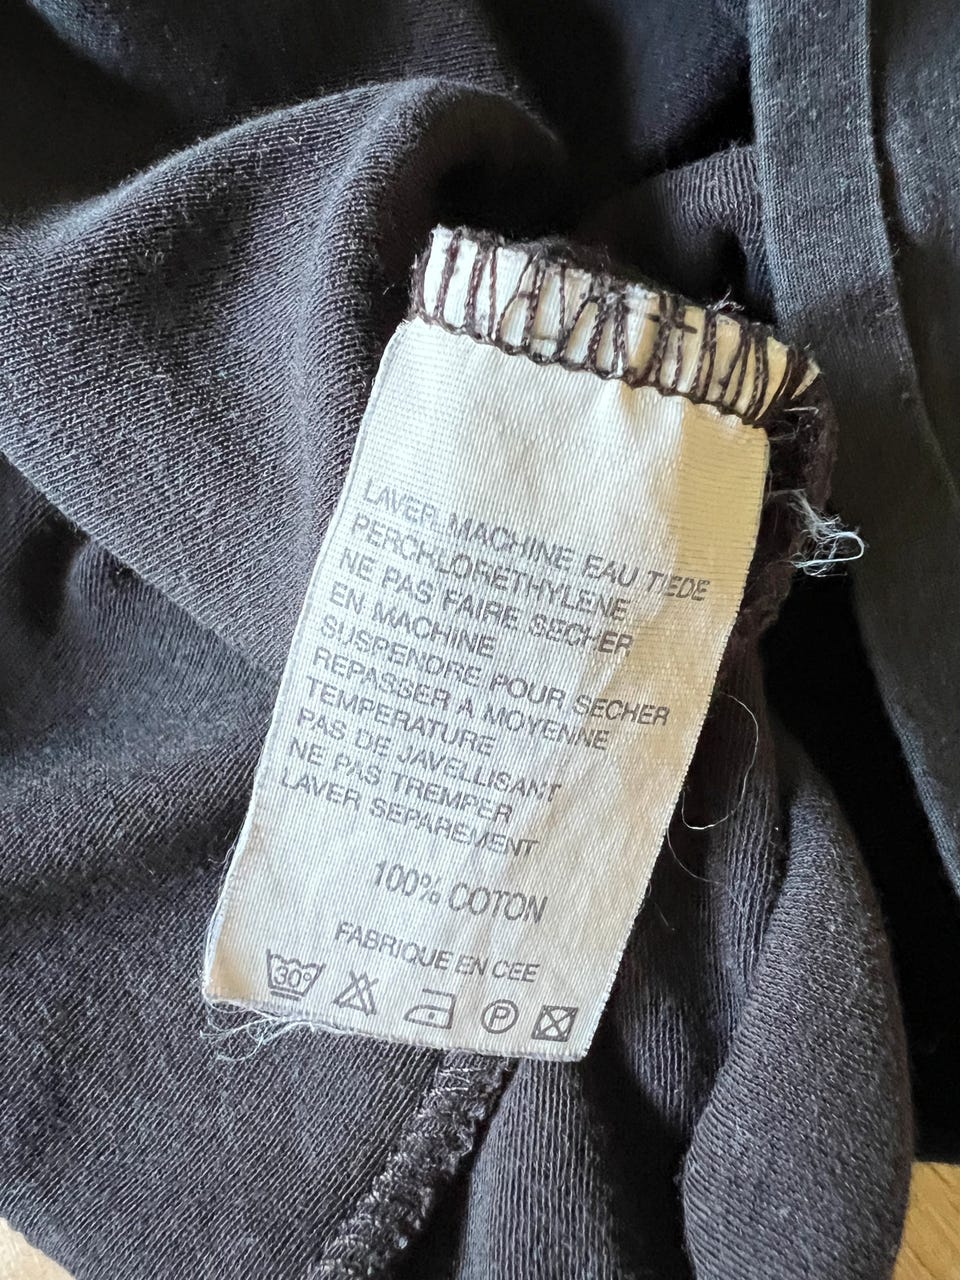 LAVER MACHINE EAU TIEDE
PERCHLORETHYLENE
NE PAS FAIRE SECHER
EN MACHINE
SUSPENDRE POUR SECHER
REPASSER A MOYENNE
TEMPERATURE
PAS DE JAVELLISANT
NE PAS TREMPER
LAVER SEPAREMENT
100% COTON
FABRIQUE EN CEE
30° P